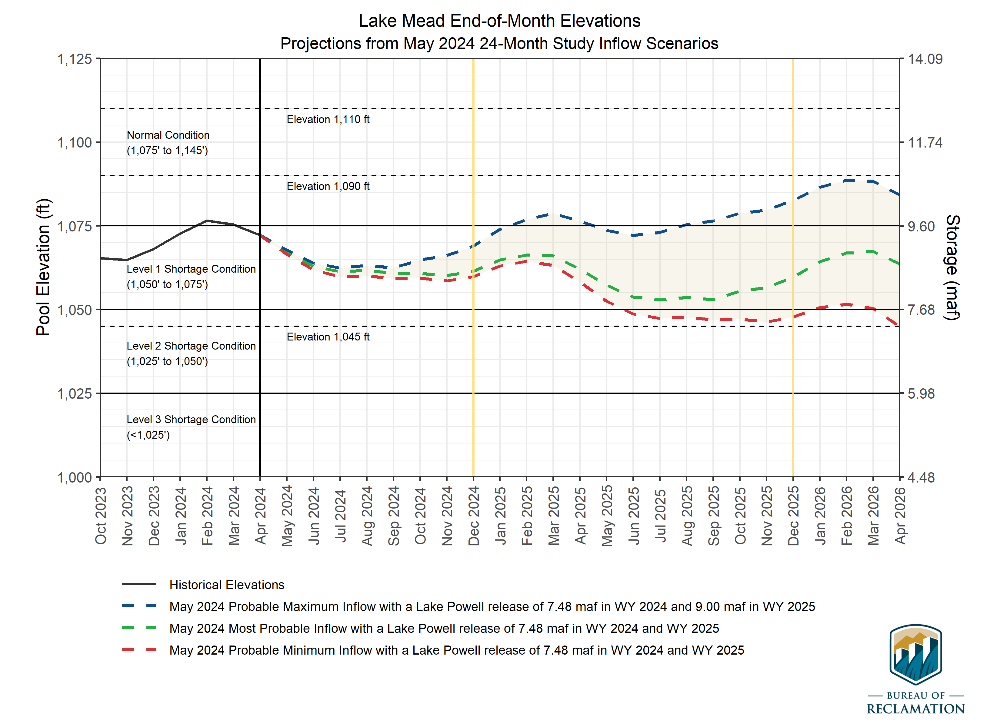 Lake Mead End-of-Month Elevations
Projections from May 2024 24-Month Study Inflow Scenarios
1,125
1,100
1,075
1,050
1,025
1,000
Pool Elevation (ft)
14.09
11.74
9.60
7.68
5.98
4.48
Storage (maf)
Elevation 1,110 ft
Normal Condition
(1,075' to 1,145')
Elevation 1,090 ft
Level 1 Shortage Condition
(1,050' to 1,075')
Elevation 1,045 ft
Level 2 Shortage Condition
(1,025' to 1,050')
Level 3 Shortage Condition
(<1,025')
Oct 2023
Nov 2023
Dec 2023
Jan 2024
Feb 2024
Mar 2024
Apr 2024
May 2024
Jun 2024
Jul 2024
Aug 2024
Sep 2024
Oct 2024
Nov 2024
Dec 2024
Jan 2025
Feb 2025
Mar 2025
Apr 2025
May 2025
Jun 2025
Jul 2025
Aug 2025
Sep 2025
Oct 2025
Nov 2025
Dec 2025
Jan 2026
Feb 2026
Mar 2026
Apr 2026
Historical Elevations
May 2024 Probable Maximum Inflow with a Lake Powell release of 7.48 maf in WY 2024 and 9.00 maf in WY 2025
May 2024 Most Probable Inflow with a Lake Powell release of 7.48 maf in WY 2024 and WY 2025
May 2024 Probable Minimum Inflow with a Lake Powell release of 7.48 maf in WY 2024 and WY 2025
BUREAU OF
RECLAMATION